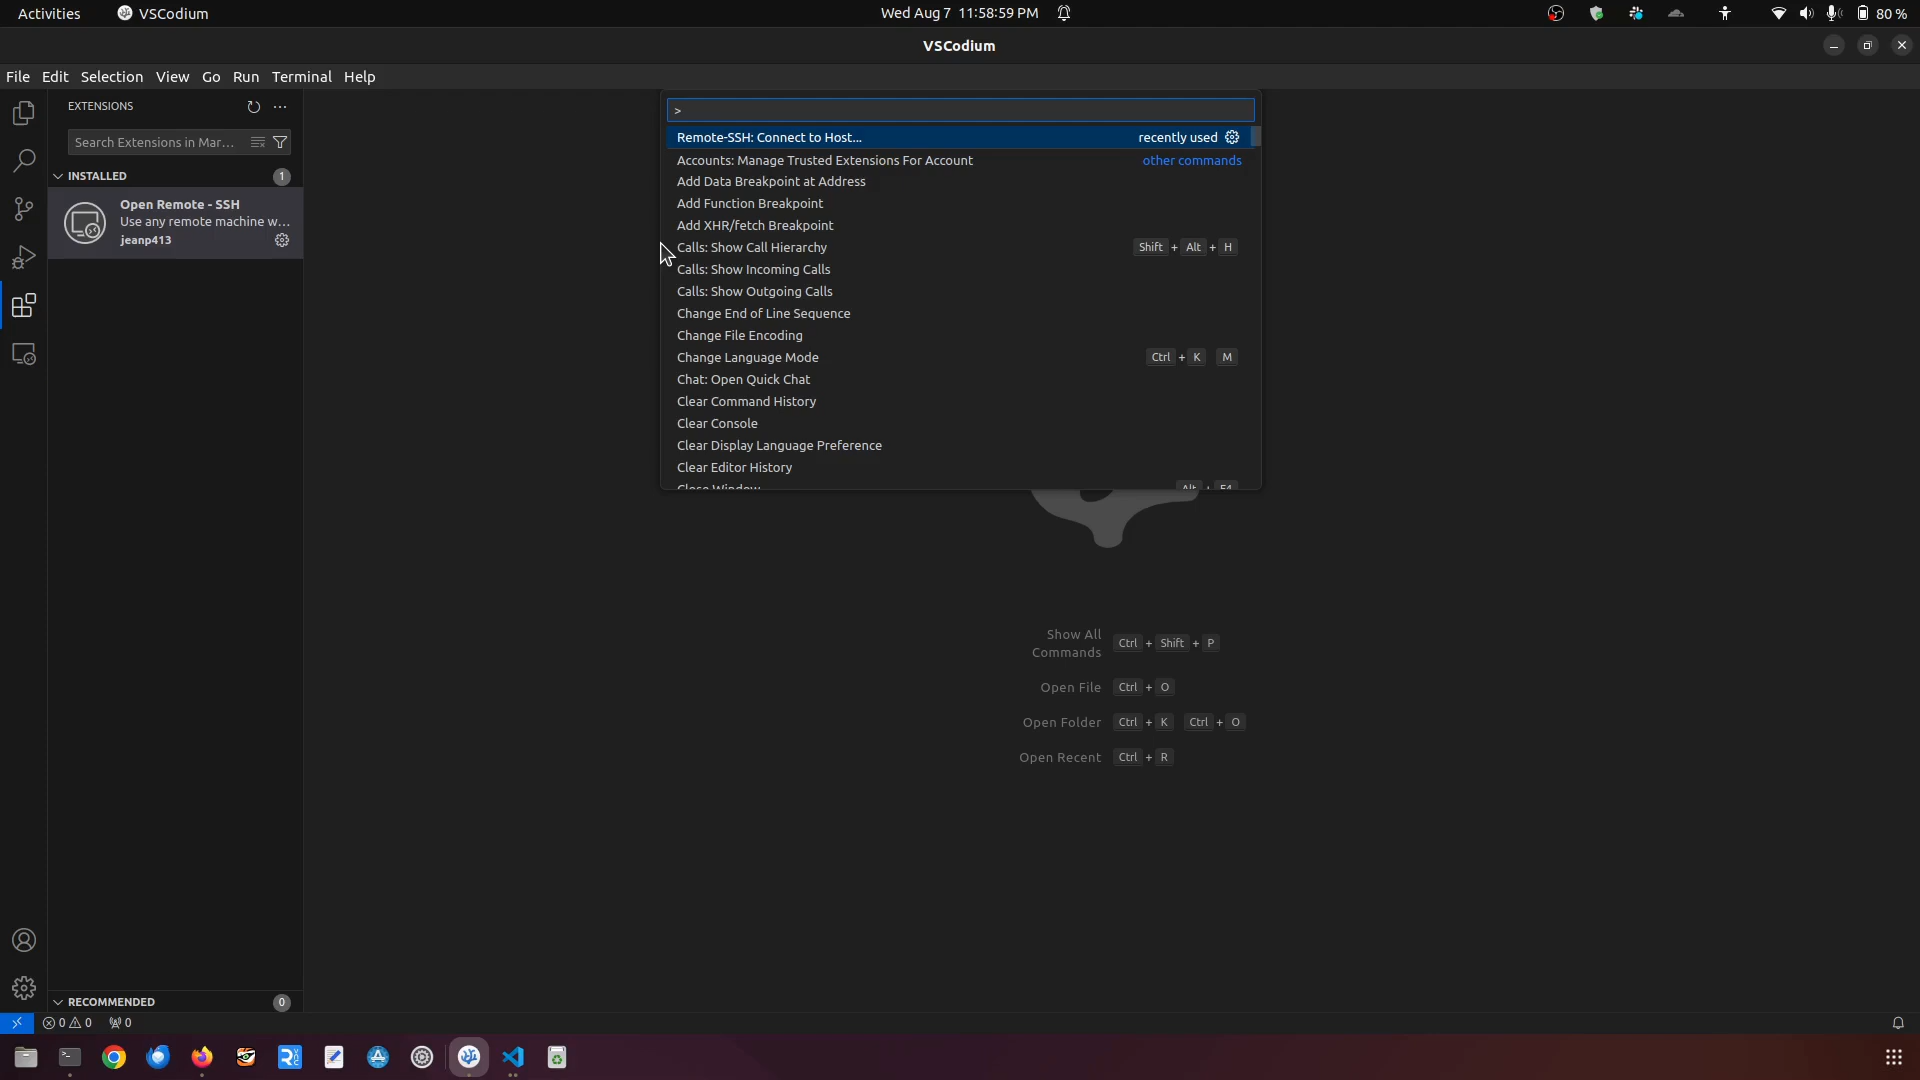 Activities VSCodium Wed Aug 7 11:58:59 PM 80 %
VSCodium
File Edit Selection View Go Run Terminal Help
EXTENSIONS
Search Extensions in Mar...
INSTALLED 1
Open Remote - SSH
Use any remote machine w...
jeanp413
>
Remote-SSH: Connect to Host... recently used
Accounts: Manage Trusted Extensions For Account other commands
Add Data Breakpoint at Address
Add Function Breakpoint
Add XHR/fetch Breakpoint
Calls: Show Call Hierarchy Shift + Alt + H
Calls: Show Incoming Calls
Calls: Show Outgoing Calls
Change End of Line Sequence
Change File Encoding
Change Language Mode Ctrl + K M
Chat: Open Quick Chat
Clear Command History
Clear Console
Clear Display Language Preference
Clear Editor History
Close Window Alt + F4
Show All
Commands Ctrl + Shift + P
Open File Ctrl + O
Open Folder Ctrl + K Ctrl + O
Open Recent Ctrl + R
RECOMMENDED 0
0 0 0